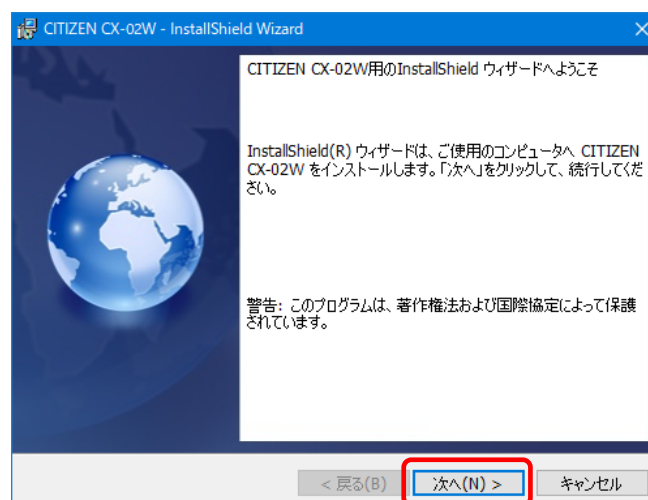 CITIZEN CX-02W - InstallShield Wizard
CITIZEN CX-02W用のInstallShield ウィザードへようこそ
InstallShield(R) ウィザードは、ご使用のコンピュータへ CITIZEN
CX-02W をインストールします。「次へ」をクリックして、続行してくだ
さい。
警告: このプログラムは、著作権法および国際協定によって保護
されています。
< 戻る(B)
次へ(N) >
キャンセル